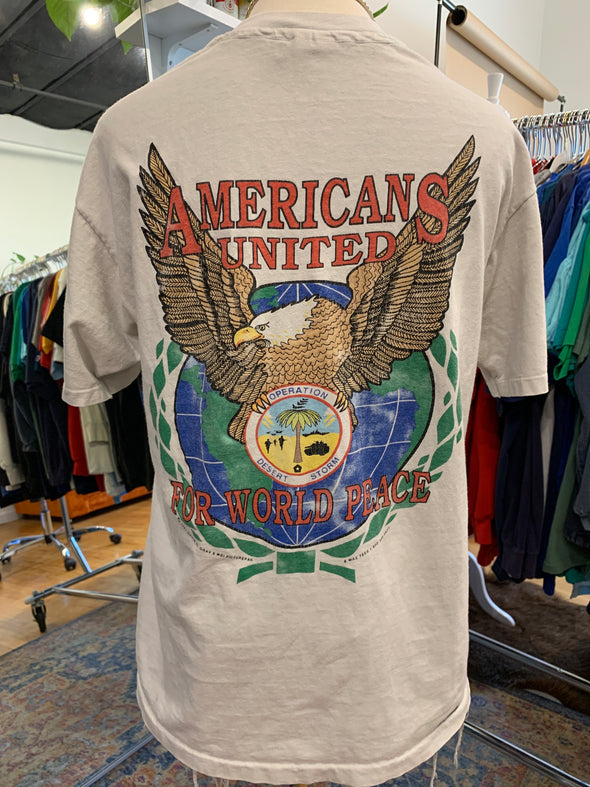 AMERICANS
UNITED
OPERATION
DESERT STORM
FOR WORLD PEACE